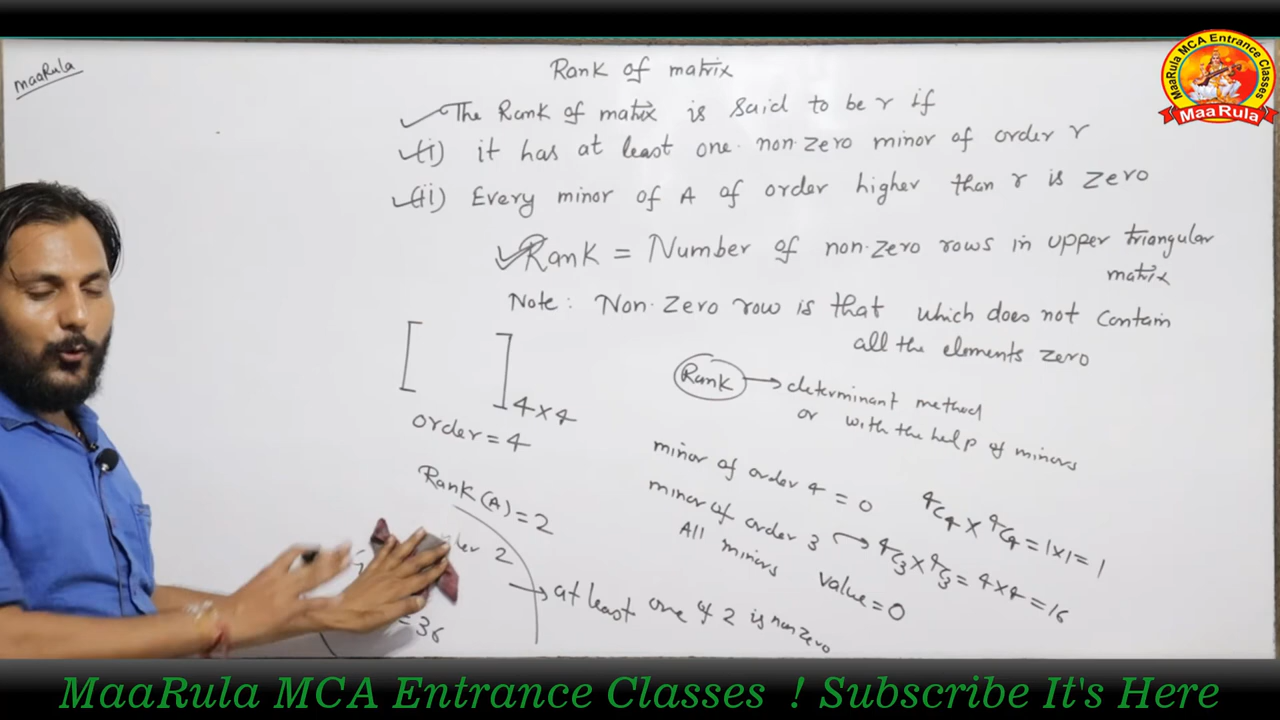 maaRula
MaaRula MCA Entrance Classes
MaaRula
Rank of matrix
The Rank of matrix is said to be r if
(i) it has at least one non-zero minor of order r
(ii) Every minor of A of order higher than r is zero
Rank = Number of non-zero rows in upper triangular
matrix
Note: Non-zero row is that which does not contain
all the elements zero
[ ] 4×4
order = 4
Rank → determinant method
or with the help of minors
Rank (A) = 2
minor of order 4 = 0 4C4 × 4C4 = 1×1 = 1
minor of order 3 → 4C3 × 4C3 = 4×4 = 16
All minors value = 0
2
→ at least one of 2 is non zero
= 36
MaaRula MCA Entrance Classes ! Subscribe It's Here